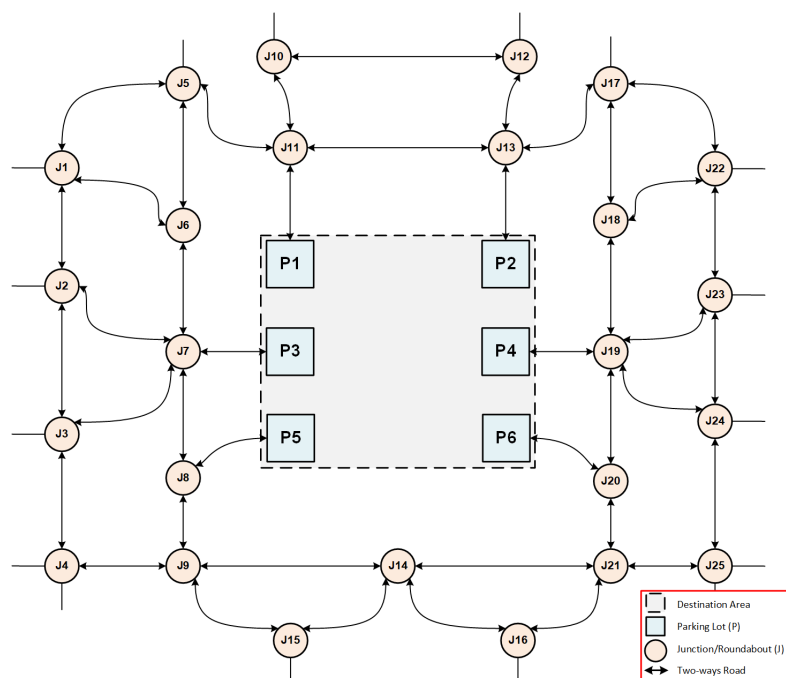 J10
J12
J5
J17
J11
J13
J1
J22
J6
J18
P1
P2
J2
J23
J7
P3
P4
J19
J3
J24
P5
P6
J8
J20
J4
J9
J14
J21
J25
J15
J16
Destination Area
Parking Lot (P)
Junction/Roundabout (J)
Two-ways Road